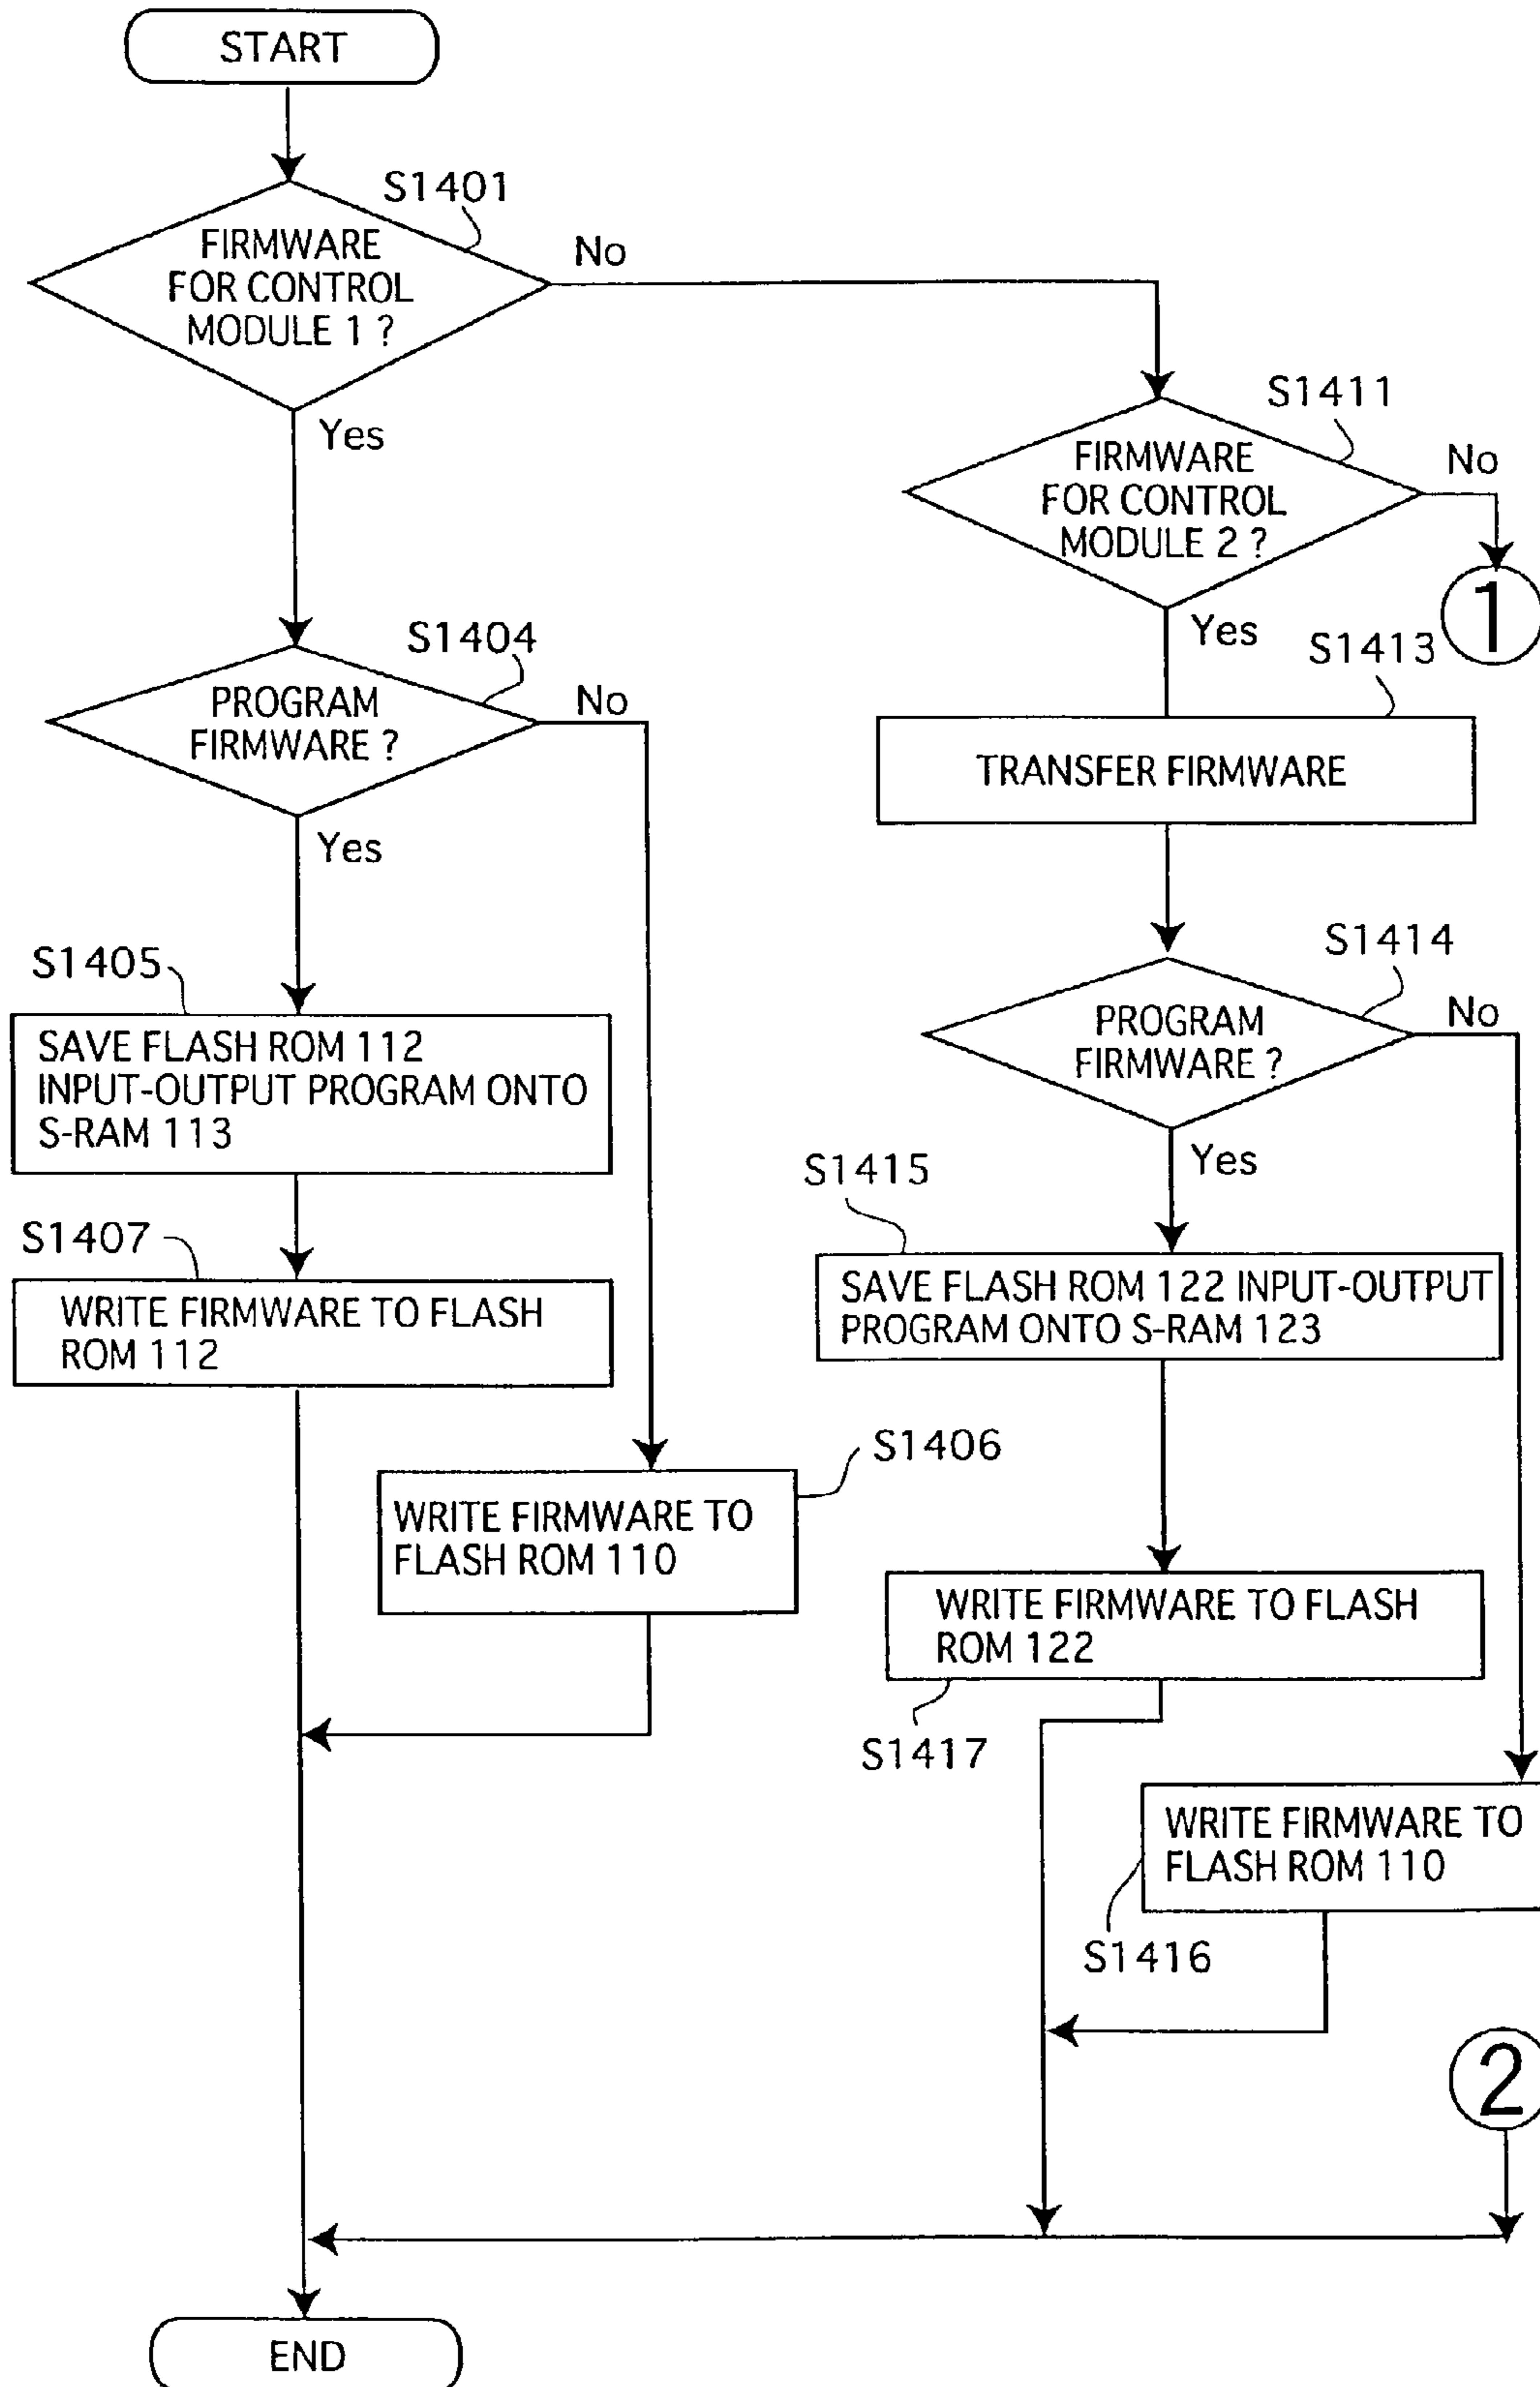 START
S1401
FIRMWARE
FOR CONTROL
MODULE 1 ?
No
Yes
S1411
FIRMWARE
FOR CONTROL
MODULE 2 ?
No
1
Yes
S1404
PROGRAM
FIRMWARE ?
No
Yes
S1413
TRANSFER FIRMWARE
S1414
PROGRAM
FIRMWARE ?
No
Yes
S1405
SAVE FLASH ROM 112
INPUT-OUTPUT PROGRAM ONTO
S-RAM 113
S1407
WRITE FIRMWARE TO FLASH
ROM 112
S1415
SAVE FLASH ROM 122 INPUT-OUTPUT
PROGRAM ONTO S-RAM 123
S1406
WRITE FIRMWARE TO
FLASH ROM 110
WRITE FIRMWARE TO FLASH
ROM 122
S1417
WRITE FIRMWARE TO
FLASH ROM 110
S1416
2
END